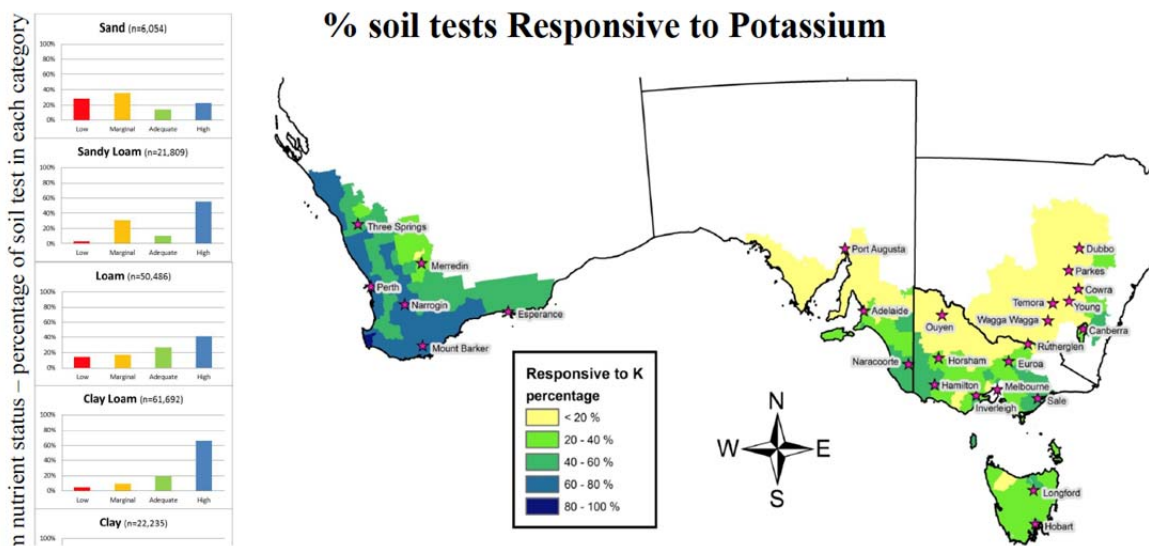 % soil tests Responsive to Potassium
m nutrient status – percentage of soil test in each category
Sand (n=6,054)
100%
80%
60%
40%
20%
0%
Low Marginal Adequate High
Sandy Loam (n=21,809)
100%
80%
60%
40%
20%
0%
Low Marginal Adequate High
Loam (n=50,486)
100%
80%
60%
40%
20%
0%
Low Marginal Adequate High
Clay Loam (n=61,692)
100%
80%
60%
40%
20%
0%
Low Marginal Adequate High
Clay (n=22,235)
100%
Three Springs
Merredin
Perth
Narrogin
Esperance
Mount Barker
Port Augusta
Dubbo
Parkes
Cowra
Temora
Young
Adelaide
Ouyen
Wagga Wagga
Canberra
Rutherglen
Naracoorte
Horsham
Euroa
Hamilton
Melbourne
Inverleigh
Sale
Longford
Hobart
Responsive to K
percentage
< 20 %
20 - 40 %
40 - 60 %
60 - 80 %
80 - 100 %
N
W E
S